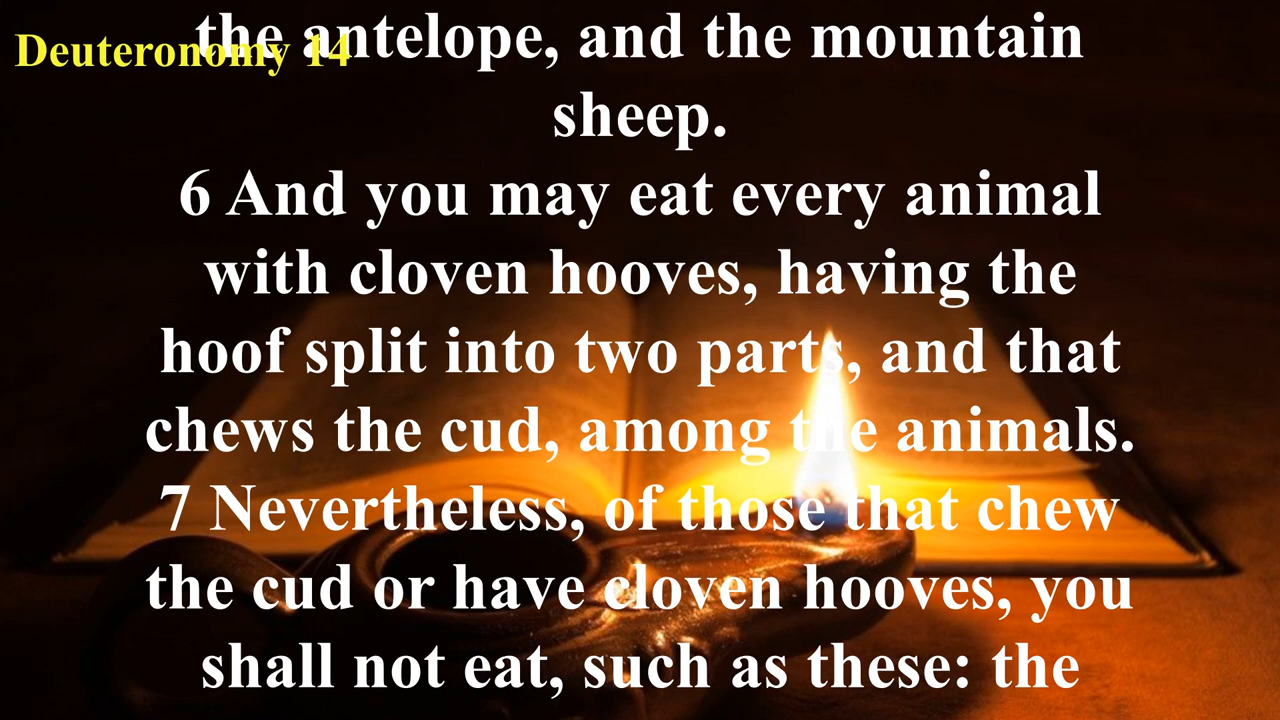 Deuteronomy 14
the antelope, and the mountain
sheep.
6 And you may eat every animal
with cloven hooves, having the
hoof split into two parts, and that
chews the cud, among the animals.
7 Nevertheless, of those that chew
the cud or have cloven hooves, you
shall not eat, such as these: the